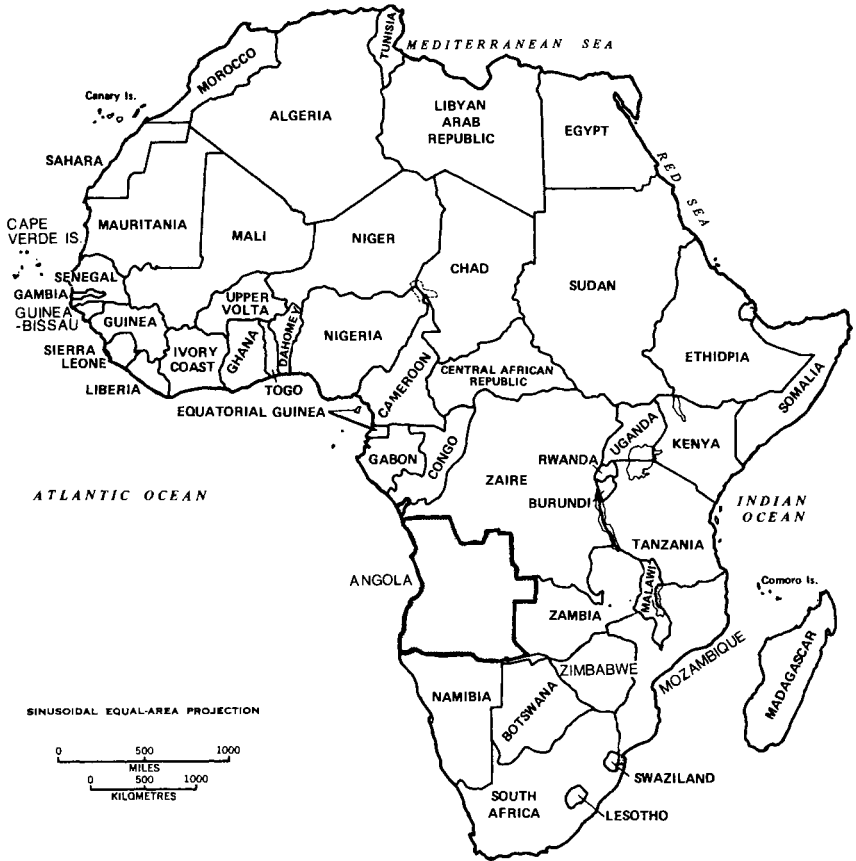 MEDITERRANEAN SEA
TUNISIA
MOROCCO
Canary Is.
ALGERIA
LIBYAN
ARAB
REPUBLIC
EGYPT
SAHARA
RED SEA
MAURITANIA
CAPE
VERDE IS.
MALI
NIGER
CHAD
SUDAN
SENEGAL
GAMBIA
GUINEA
-BISSAU
GUINEA
UPPER
VOLTA
DAHOMEY
NIGERIA
GHANA
IVORY
COAST
SIERRA
LEONE
LIBERIA
TOGO
CAMEROON
CENTRAL AFRICAN
REPUBLIC
ETHIOPIA
SOMALIA
EQUATORIAL GUINEA
UGANDA
KENYA
GABON
CONGO
RWANDA
ZAIRE
BURUNDI
ATLANTIC OCEAN
INDIAN
OCEAN
TANZANIA
ANGOLA
MALAWI
Comoro Is.
ZAMBIA
MOZAMBIQUE
ZIMBABWE
MADAGASCAR
NAMIBIA
BOTSWANA
SINUSOIDAL EQUAL-AREA PROJECTION
0 500 1000
MILES
0 500 1000
KILOMETRES
SWAZILAND
SOUTH
AFRICA
LESOTHO